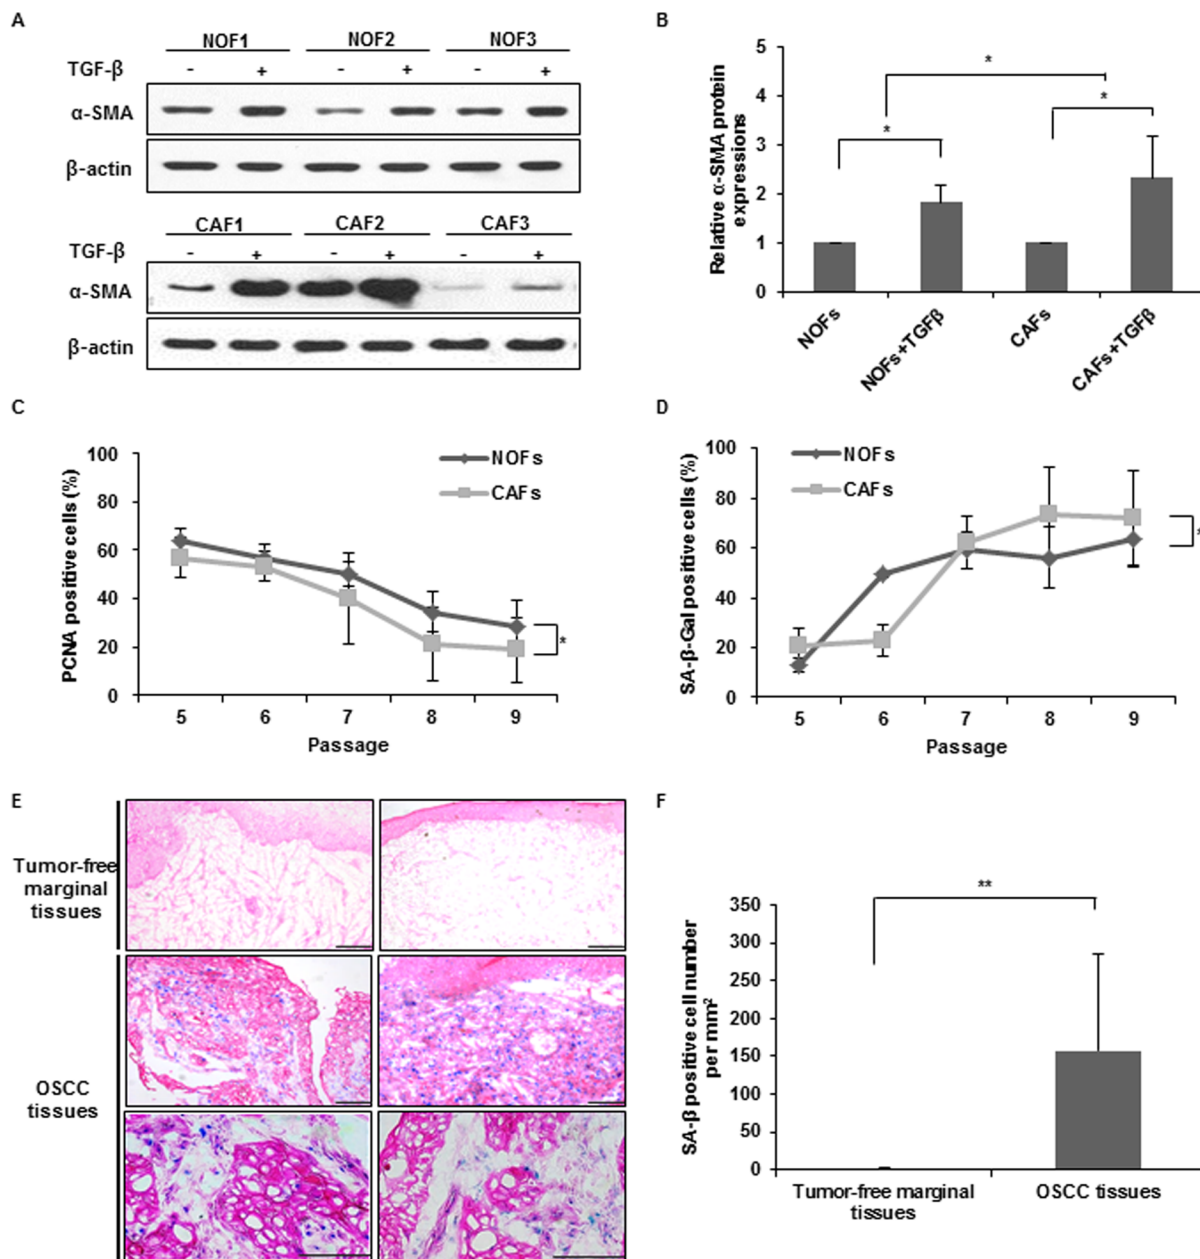 A
NOF1 NOF2 NOF3
TGF-β - + - + - +
α-SMA
β-actin
CAF1 CAF2 CAF3
TGF-β - + - + - +
α-SMA
β-actin
B
Relative α-SMA protein
expressions
5
4
3
2
1
0
*
*
*
NOFs
NOFs+TGFβ
CAFs
CAFs+TGFβ
C
PCNA positive cells (%)
100
80
60
40
20
0
NOFs
CAFs
*
5 6 7 8 9
Passage
D
SA-β-Gal positive cells (%)
100
80
60
40
20
0
NOFs
CAFs
*
5 6 7 8 9
Passage
E
Tumor-free
marginal
tissues
OSCC
tissues
F
SA-β positive cell number
per mm²
350
300
250
200
150
100
50
0
**
Tumor-free marginal
tissues
OSCC tissues